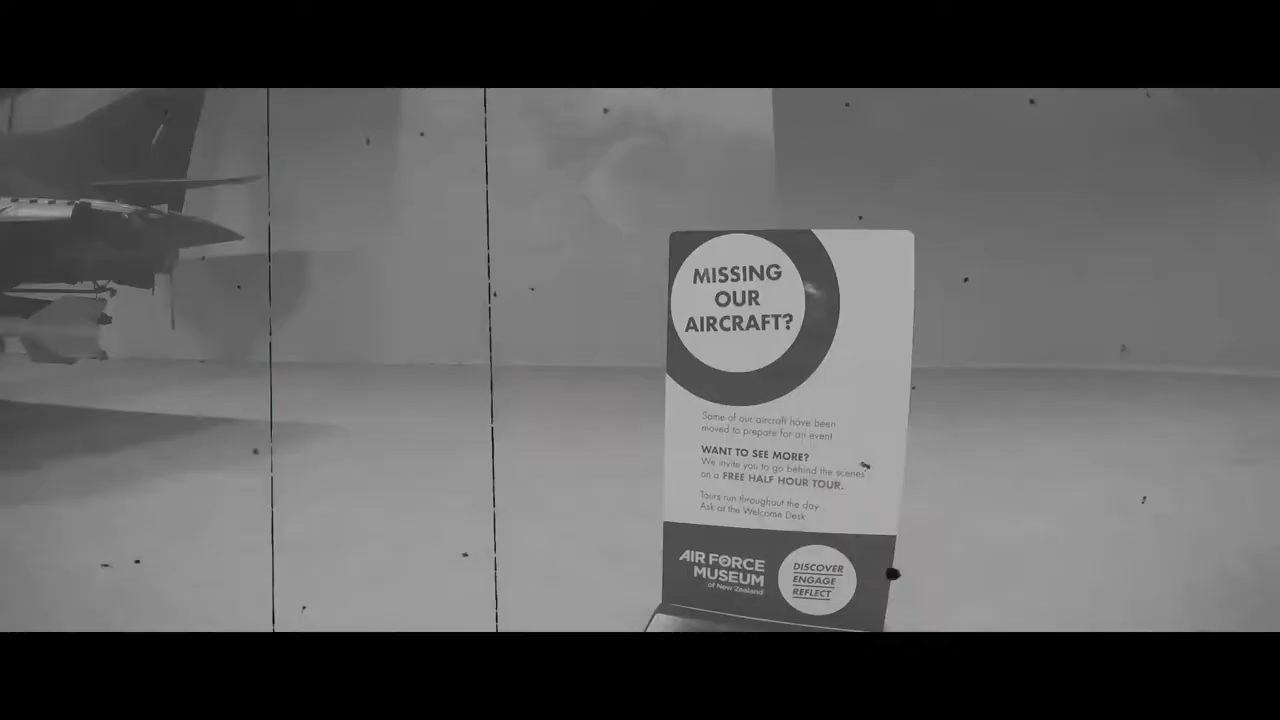 MISSING
OUR
AIRCRAFT?
Some of our aircraft have been
moved to prepare for an event
WANT TO SEE MORE?
We invite you to go behind the scenes
on a FREE HALF HOUR TOUR.
Tours run throughout the day
Ask at the Welcome Desk
AIR FORCE
MUSEUM
of New Zealand
DISCOVER
ENGAGE
REFLECT